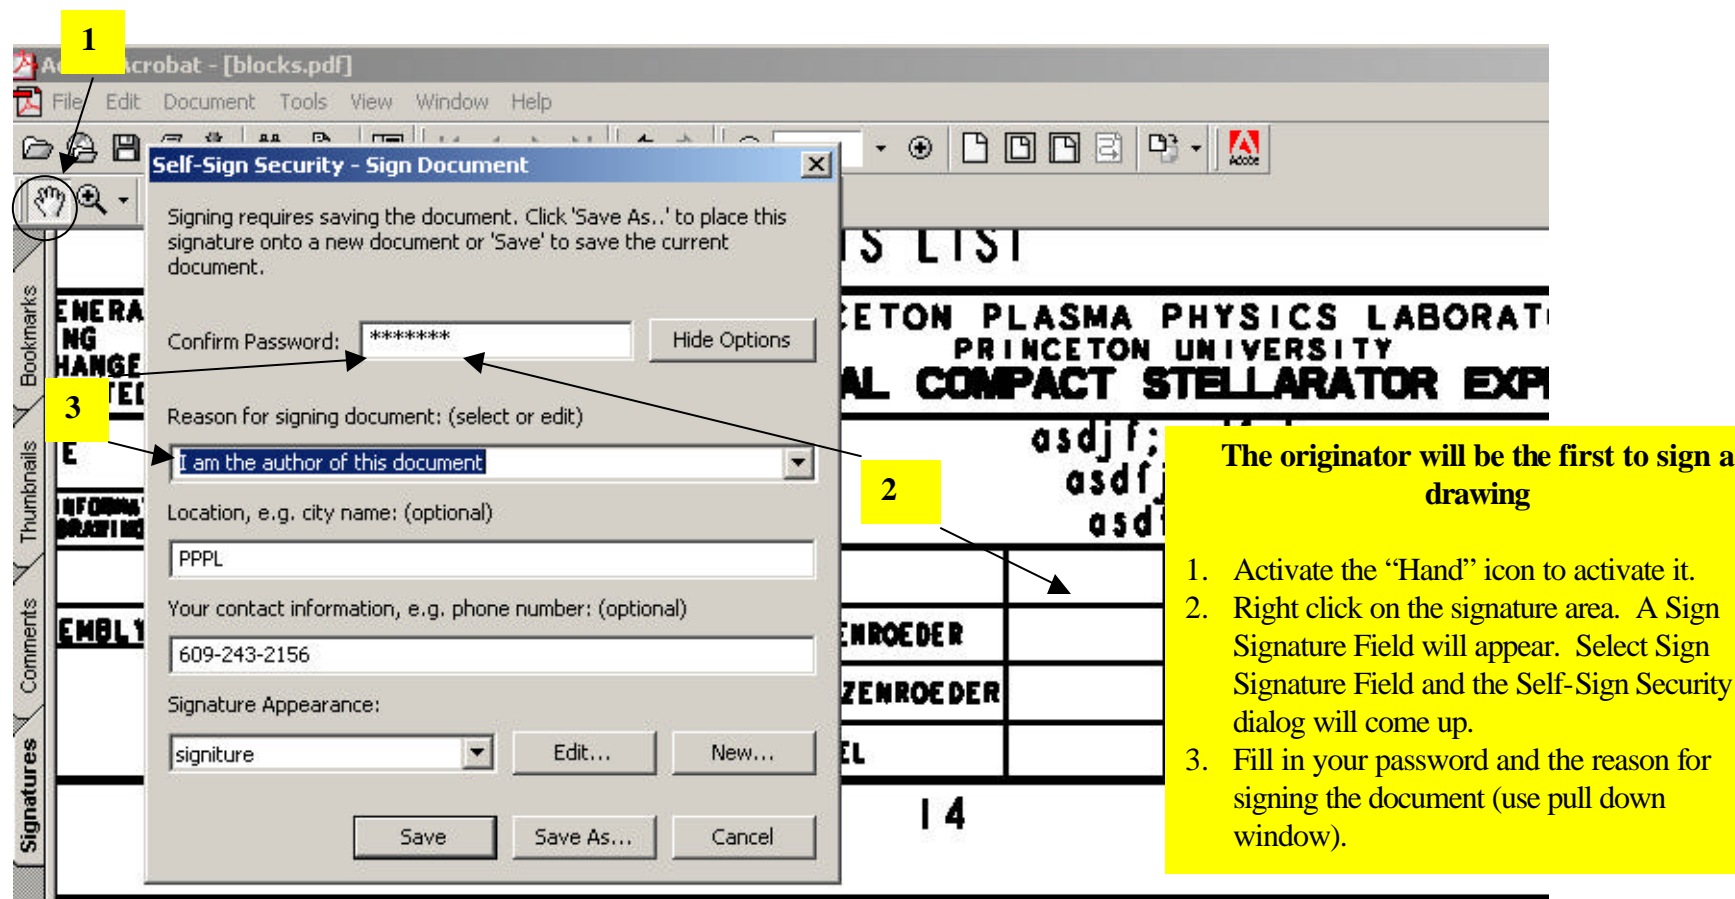 1
Acrobat - [blocks.pdf]
File Edit Document Tools View Window Help
Adobe
Self-Sign Security - Sign Document
Signing requires saving the document. Click 'Save As..' to place this
signature onto a new document or 'Save' to save the current
document.
Confirm Password: ******* Hide Options
Reason for signing document: (select or edit)
I am the author of this document
Location, e.g. city name: (optional)
PPPL
Your contact information, e.g. phone number: (optional)
609-243-2156
Signature Appearance:
signiture Edit... New...
Save Save As... Cancel
Bookmarks
Thumbnails
Comments
Signatures
3
2
LIST
PLASMA PHYSICS
PRINCETON UNIVERSITY
COMPACT STELLARATOR
14
The originator will be the first to sign a
drawing
1. Activate the “Hand” icon to activate it.
2. Right click on the signature area. A Sign
Signature Field will appear. Select Sign
Signature Field and the Self-Sign Security
dialog will come up.
3. Fill in your password and the reason for
signing the document (use pull down
window).